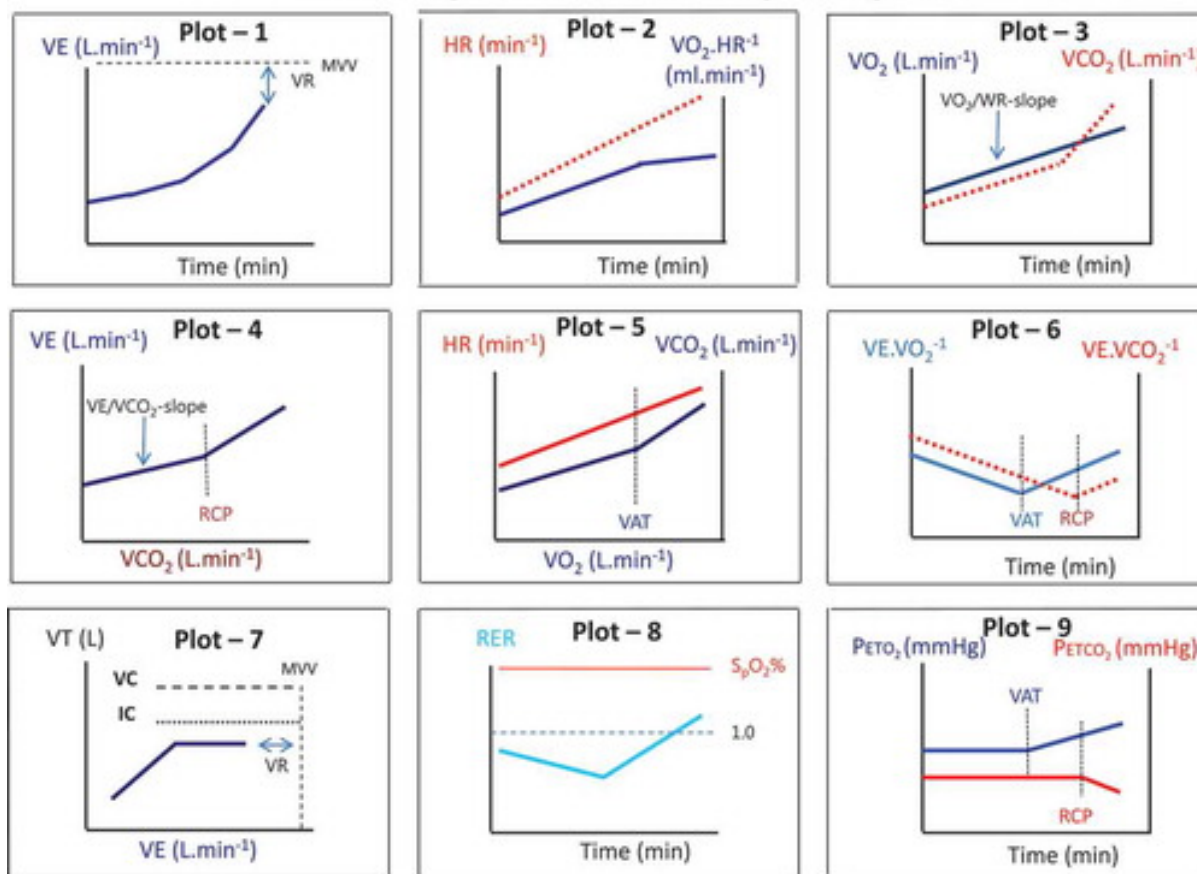 Plot – 1
VE (L.min⁻¹)
MVV
VR
Time (min)
Plot – 2
HR (min⁻¹)
VO₂.HR⁻¹
(ml.min⁻¹)
Time (min)
Plot – 3
VO₂ (L.min⁻¹)
VCO₂ (L.min⁻¹)
VO₂/WR-slope
Time (min)
Plot – 4
VE (L.min⁻¹)
VE/VCO₂-slope
RCP
VCO₂ (L.min⁻¹)
Plot – 5
HR (min⁻¹)
VCO₂ (L.min⁻¹)
VAT
VO₂ (L.min⁻¹)
Plot – 6
VE.VO₂⁻¹
VE.VCO₂⁻¹
VAT
RCP
Time (min)
Plot – 7
VT (L)
MVV
VC
IC
VR
VE (L.min⁻¹)
Plot – 8
RER
SpO₂%
1.0
Time (min)
Plot – 9
PETO₂ (mmHg)
PETCO₂ (mmHg)
VAT
RCP
Time (min)